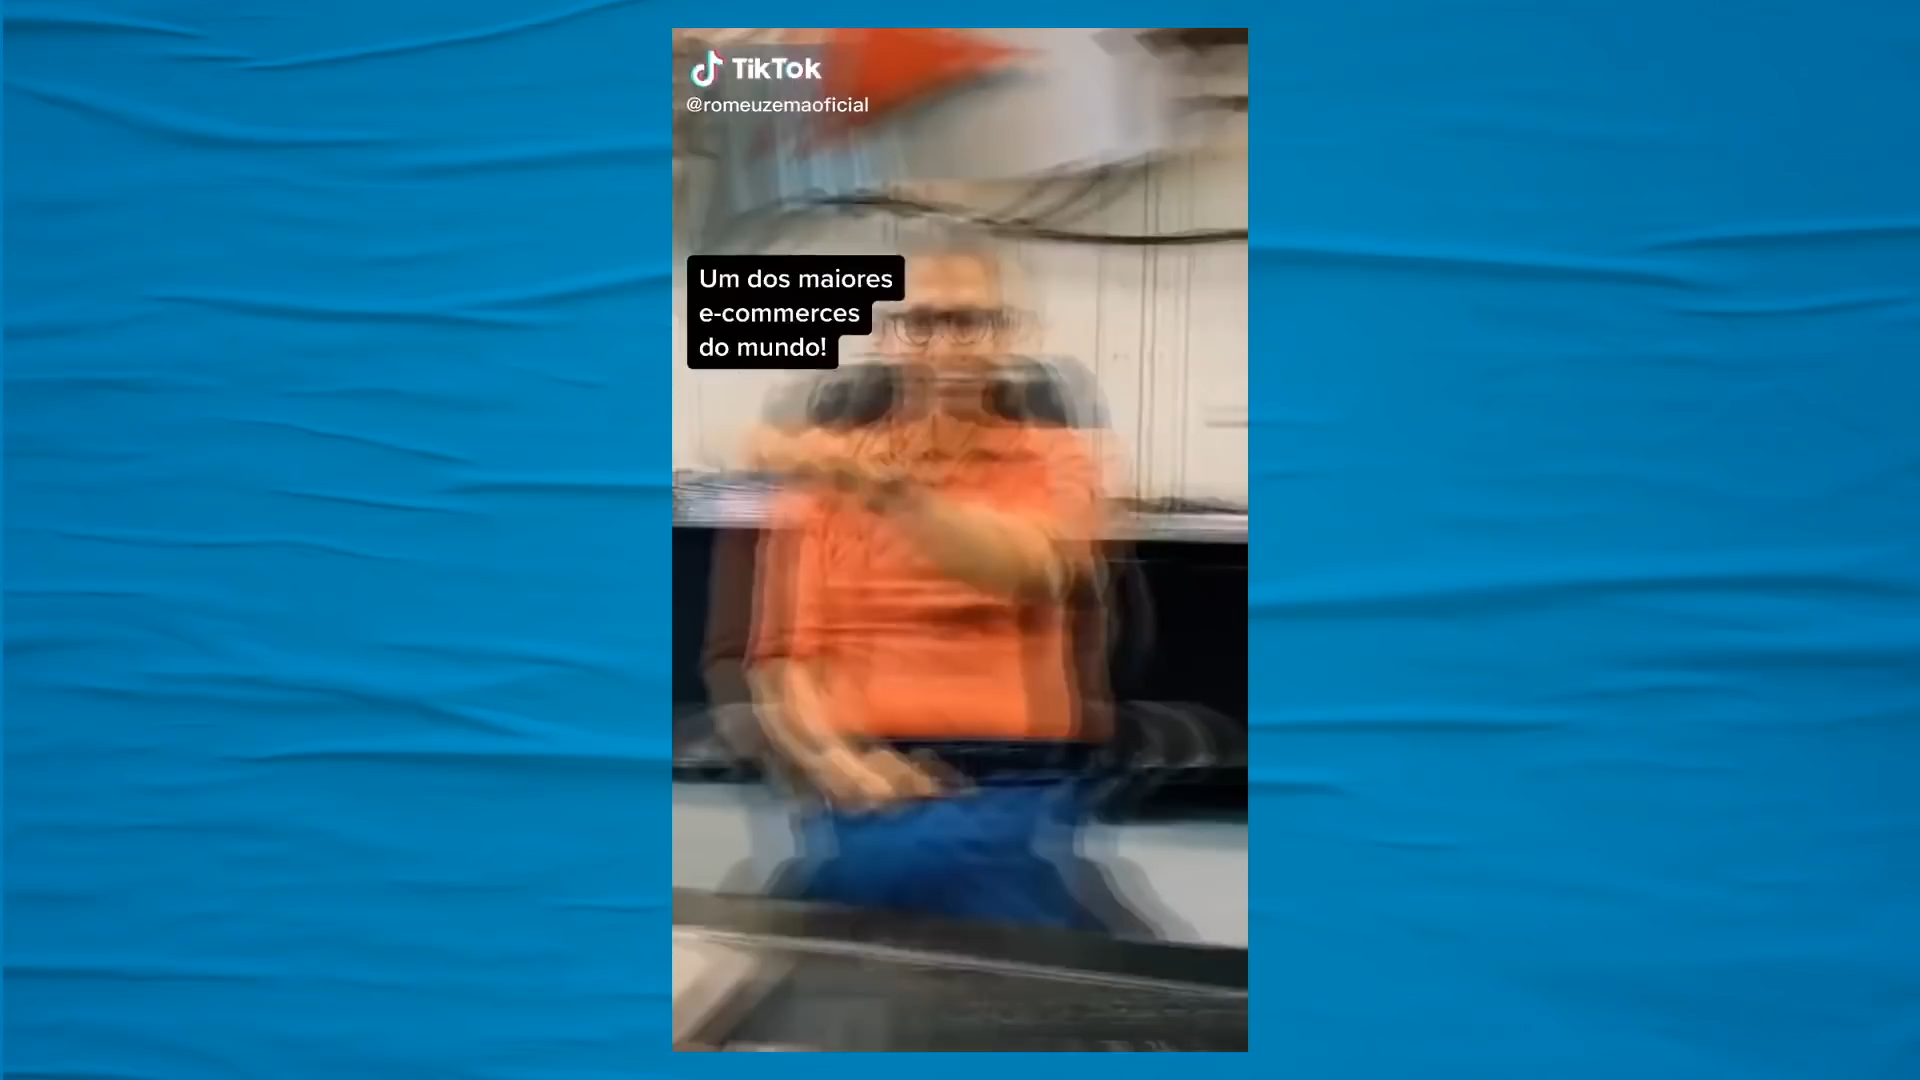 TikTok
@romeuzemaoficial
Um dos maiores
e-commerces
do mundo!